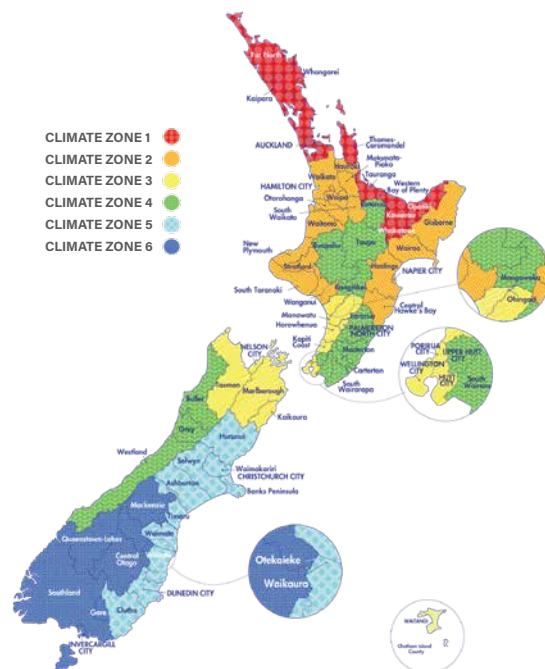 Far North
Whangarei
Kaipara
CLIMATE ZONE 1
CLIMATE ZONE 2
CLIMATE ZONE 3
CLIMATE ZONE 4
CLIMATE ZONE 5
CLIMATE ZONE 6
AUCKLAND
Thames-
Coromandel
Hauraki
Matamata-
Piako
Waikato
Tauranga
HAMILTON CITY
Waipa
Western
Bay of Plenty
Otorohanga
Rotorua
Opotiki
South
Waikato
Kawerau
Gisborne
Waitomo
Whakatane
New
Plymouth
Ruapehu
Taupo
Wairoa
Stratford
Hastings
NAPIER CITY
South Taranaki
Rangitikei
Wanganui
Central
Hawke's Bay
Manawatu
Tararua
Horowhenua
PALMERSTON
NORTH CITY
Kapiti
Coast
Masterton
Carterton
South
Wairarapa
Ohingaiti
PORIRUA
CITY
UPPER HUTT
CITY
WELLINGTON
CITY
HUTT
CITY
South
NELSON
CITY
Tasman
Marlborough
Buller
Kaikoura
Grey
Hurunui
Westland
Selwyn
Waimakariri
CHRISTCHURCH CITY
Ashburton
Banks Peninsula
Mackenzie
Timaru
Queenstown-Lakes
Waimate
Central
Otago
Otekaieke
Waikaura
Southland
DUNEDIN CITY
Gore
Clutha
INVERCARGILL
CITY
WAITANGI
Chatham Island
County